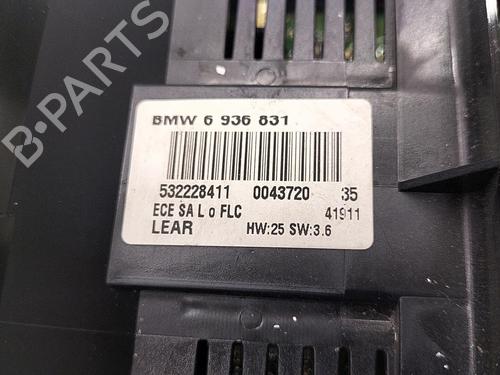 BMW 6 936 831
532228411 0043720 35
ECE SA L o FLC 41911
LEAR HW:25 SW:3.6
B-PARTS